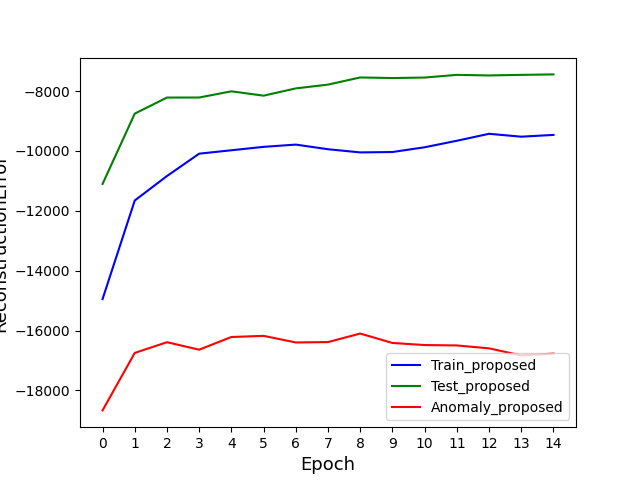 −8000
−10000
−12000
−14000
−16000
−18000
ReconstructionError
0 1 2 3 4 5 6 7 8 9 10 11 12 13 14
Epoch
Train_proposed
Test_proposed
Anomaly_proposed